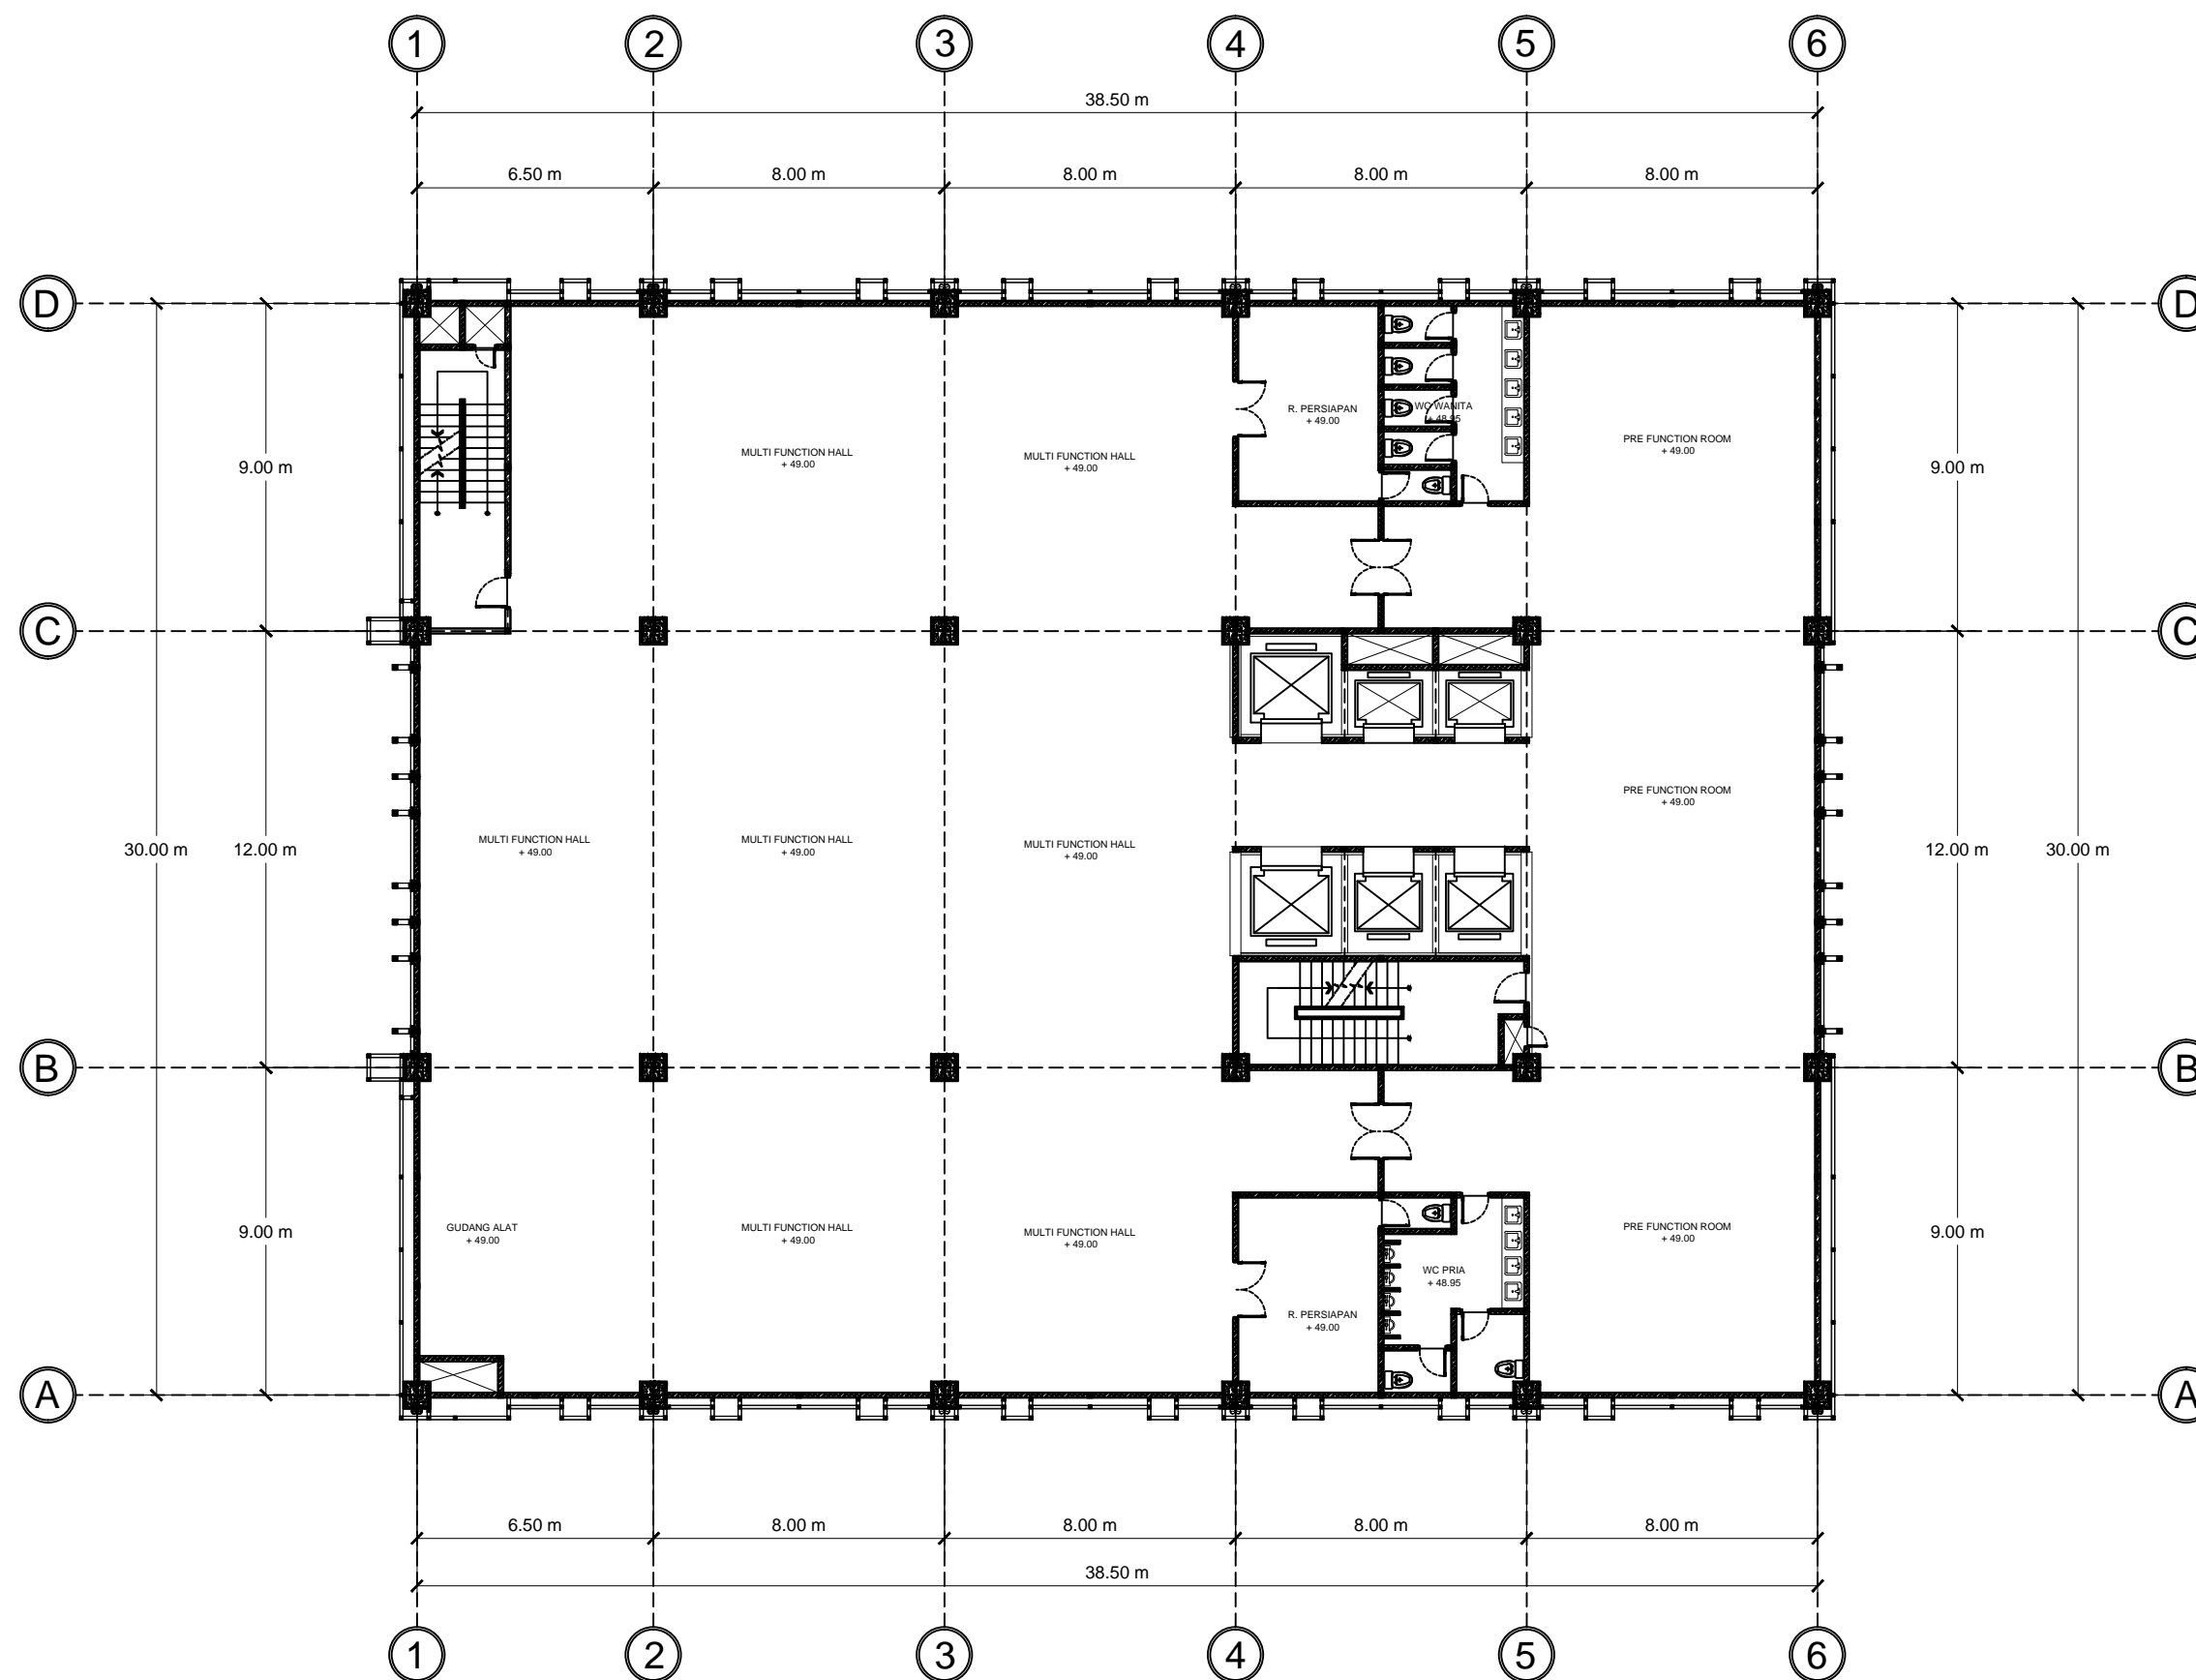 1 2 3 4 5 6
38.50 m
6.50 m 8.00 m 8.00 m 8.00 m 8.00 m
D D
R. PERSIAPAN
+ 49.00
WC WANITA
+ 48.95
PRE FUNCTION ROOM
+ 49.00
MULTI FUNCTION HALL
+ 49.00
MULTI FUNCTION HALL
+ 49.00
9.00 m 9.00 m
C C
PRE FUNCTION ROOM
+ 49.00
MULTI FUNCTION HALL
+ 49.00
MULTI FUNCTION HALL
+ 49.00
MULTI FUNCTION HALL
+ 49.00
30.00 m 12.00 m 12.00 m 30.00 m
B B
GUDANG ALAT
+ 49.00
MULTI FUNCTION HALL
+ 49.00
MULTI FUNCTION HALL
+ 49.00
PRE FUNCTION ROOM
+ 49.00
9.00 m 9.00 m
WC PRIA
+ 48.95
R. PERSIAPAN
+ 49.00
A A
6.50 m 8.00 m 8.00 m 8.00 m 8.00 m
38.50 m
1 2 3 4 5 6